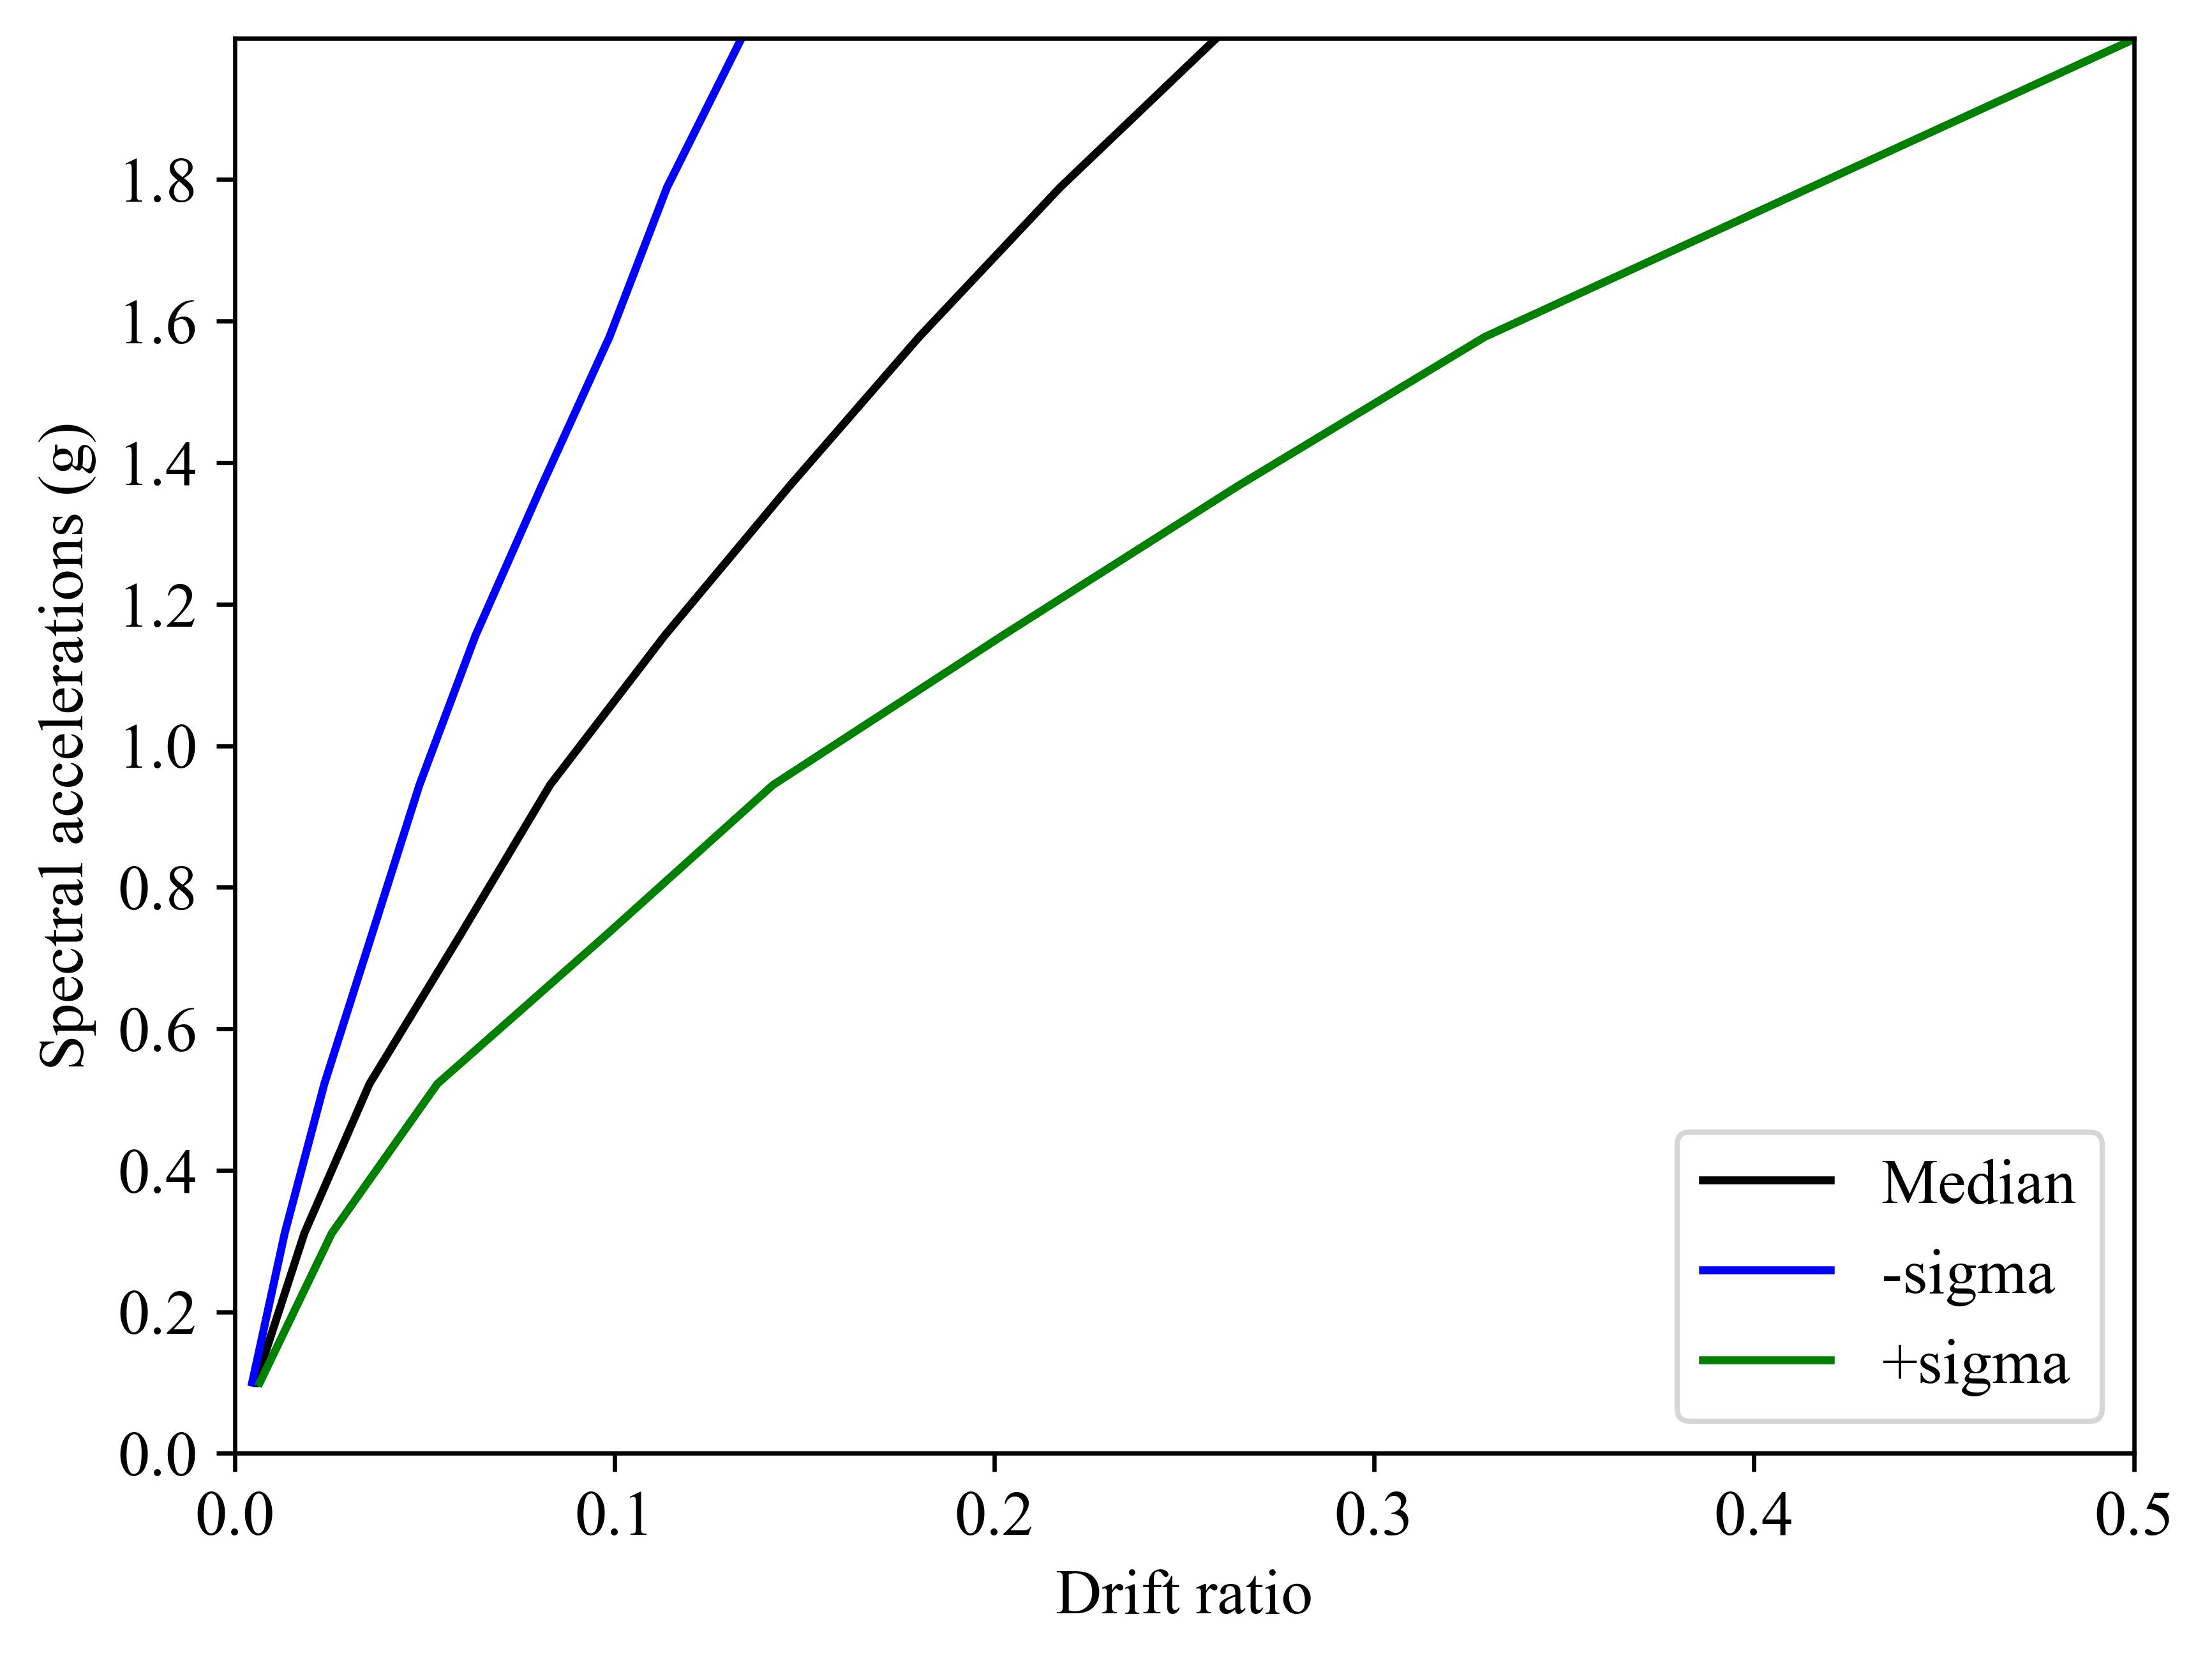 Spectral accelerations (g)
1.8
1.6
1.4
1.2
1.0
0.8
0.6
0.4
0.2
0.0
0.0 0.1 0.2 0.3 0.4 0.5
Drift ratio
Median
-sigma
+sigma